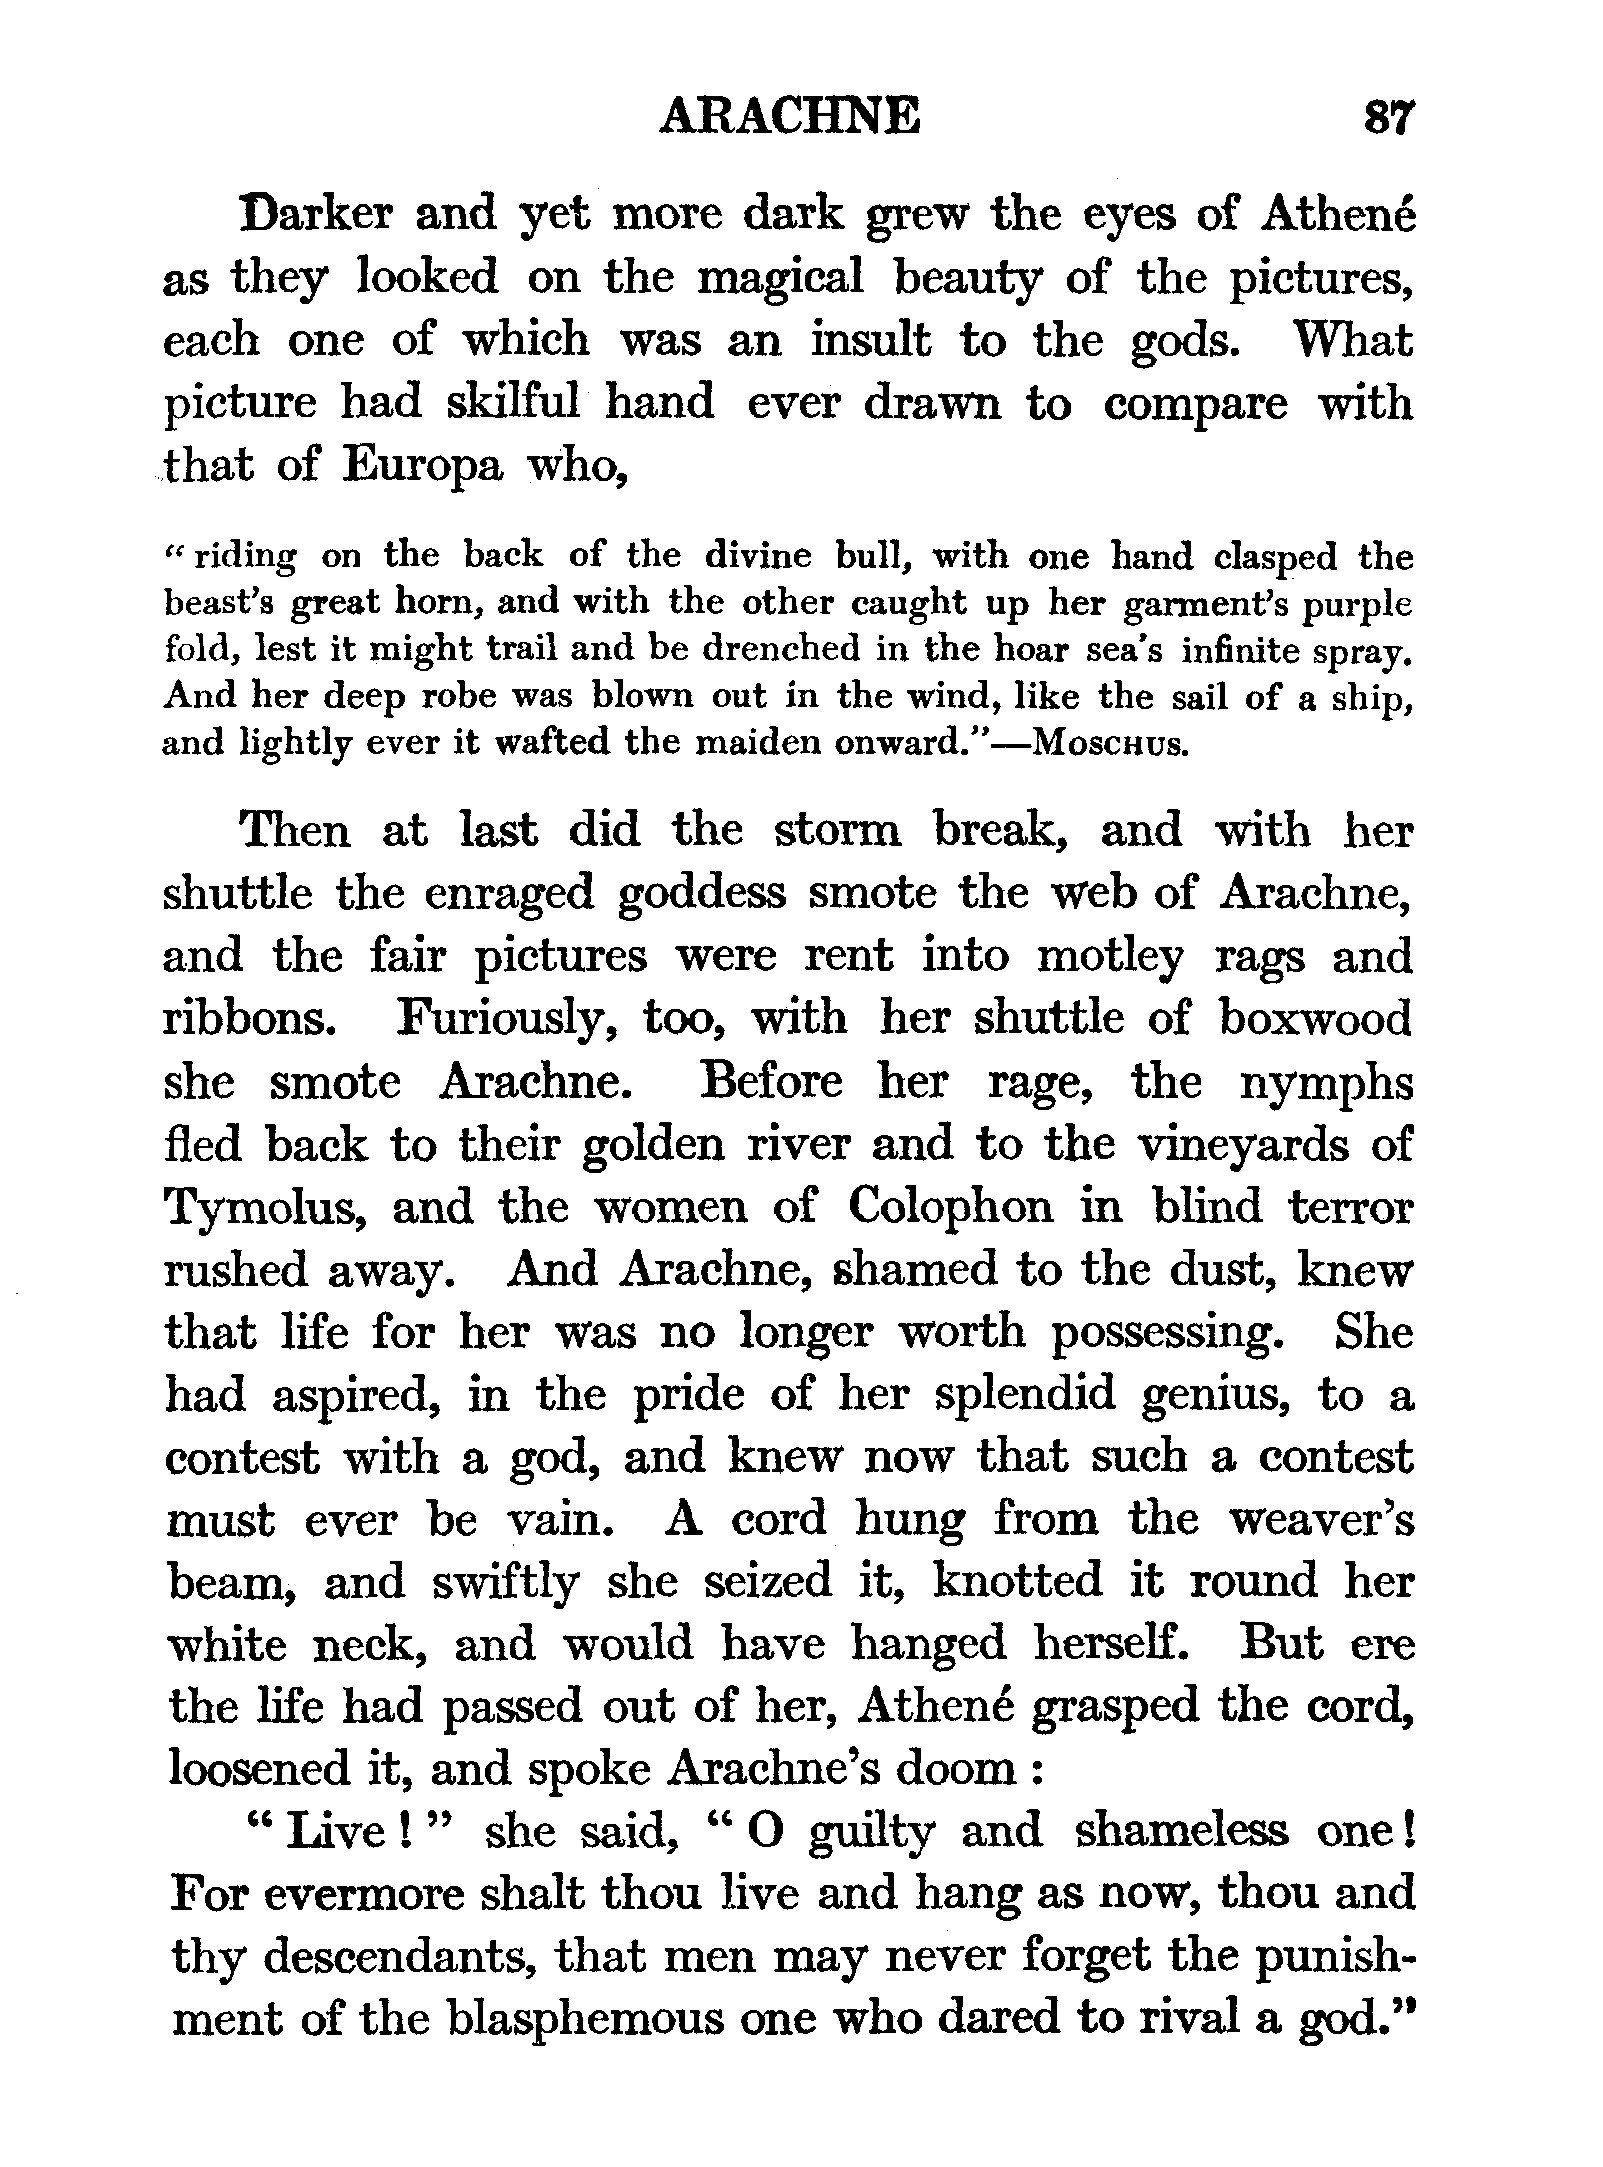 ARACHNE 87
Darker and yet more dark grew the eyes of Athené
as they looked on the magical beauty of the pictures,
each one of which was an insult to the gods. What
picture had skilful hand ever drawn to compare with
that of Europa who,
“ riding on the back of the divine bull, with one hand clasped the
beast's great horn, and with the other caught up her garment's purple
fold, lest it might trail and be drenched in the hoar sea's infinite spray.
And her deep robe was blown out in the wind, like the sail of a ship,
and lightly ever it wafted the maiden onward.”—MOSCHUS.
Then at last did the storm break, and with her
shuttle the enraged goddess smote the web of Arachne,
and the fair pictures were rent into motley rags and
ribbons. Furiously, too, with her shuttle of boxwood
she smote Arachne. Before her rage, the nymphs
fled back to their golden river and to the vineyards of
Tymolus, and the women of Colophon in blind terror
rushed away. And Arachne, shamed to the dust, knew
that life for her was no longer worth possessing. She
had aspired, in the pride of her splendid genius, to a
contest with a god, and knew now that such a contest
must ever be vain. A cord hung from the weaver's
beam, and swiftly she seized it, knotted it round her
white neck, and would have hanged herself. But ere
the life had passed out of her, Athené grasped the cord,
loosened it, and spoke Arachne's doom :
“ Live ! ” she said, “ O guilty and shameless one !
For evermore shalt thou live and hang as now, thou and
thy descendants, that men may never forget the punish-
ment of the blasphemous one who dared to rival a god.”